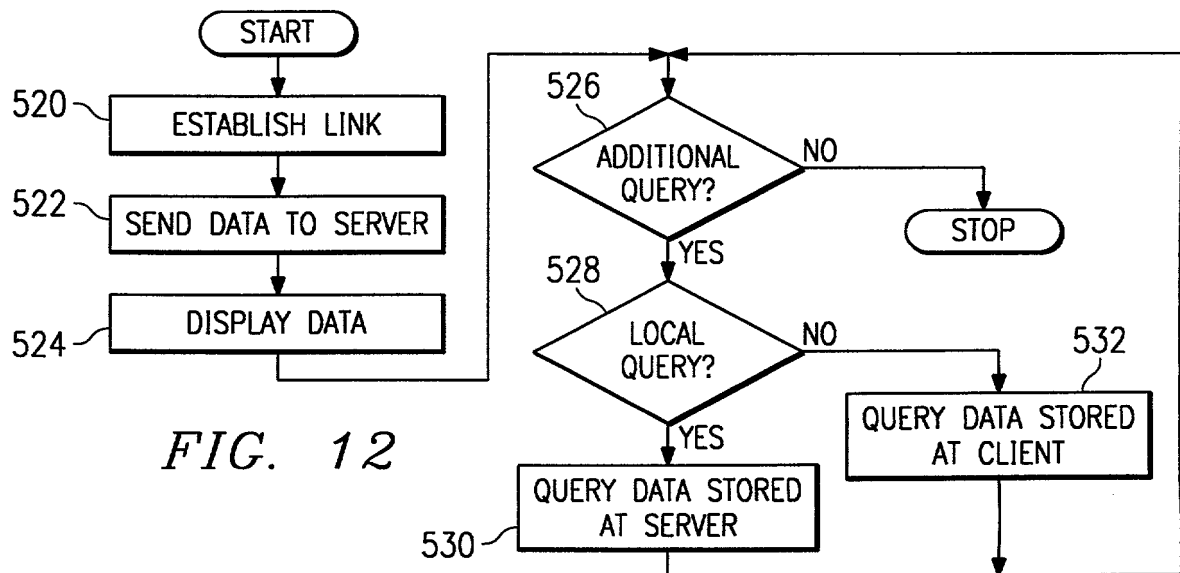 START
520
ESTABLISH LINK
522
SEND DATA TO SERVER
524
DISPLAY DATA
526
ADDITIONAL
QUERY?
NO
STOP
YES
528
LOCAL
QUERY?
NO
532
QUERY DATA STORED
AT CLIENT
YES
QUERY DATA STORED
AT SERVER
530
FIG. 12